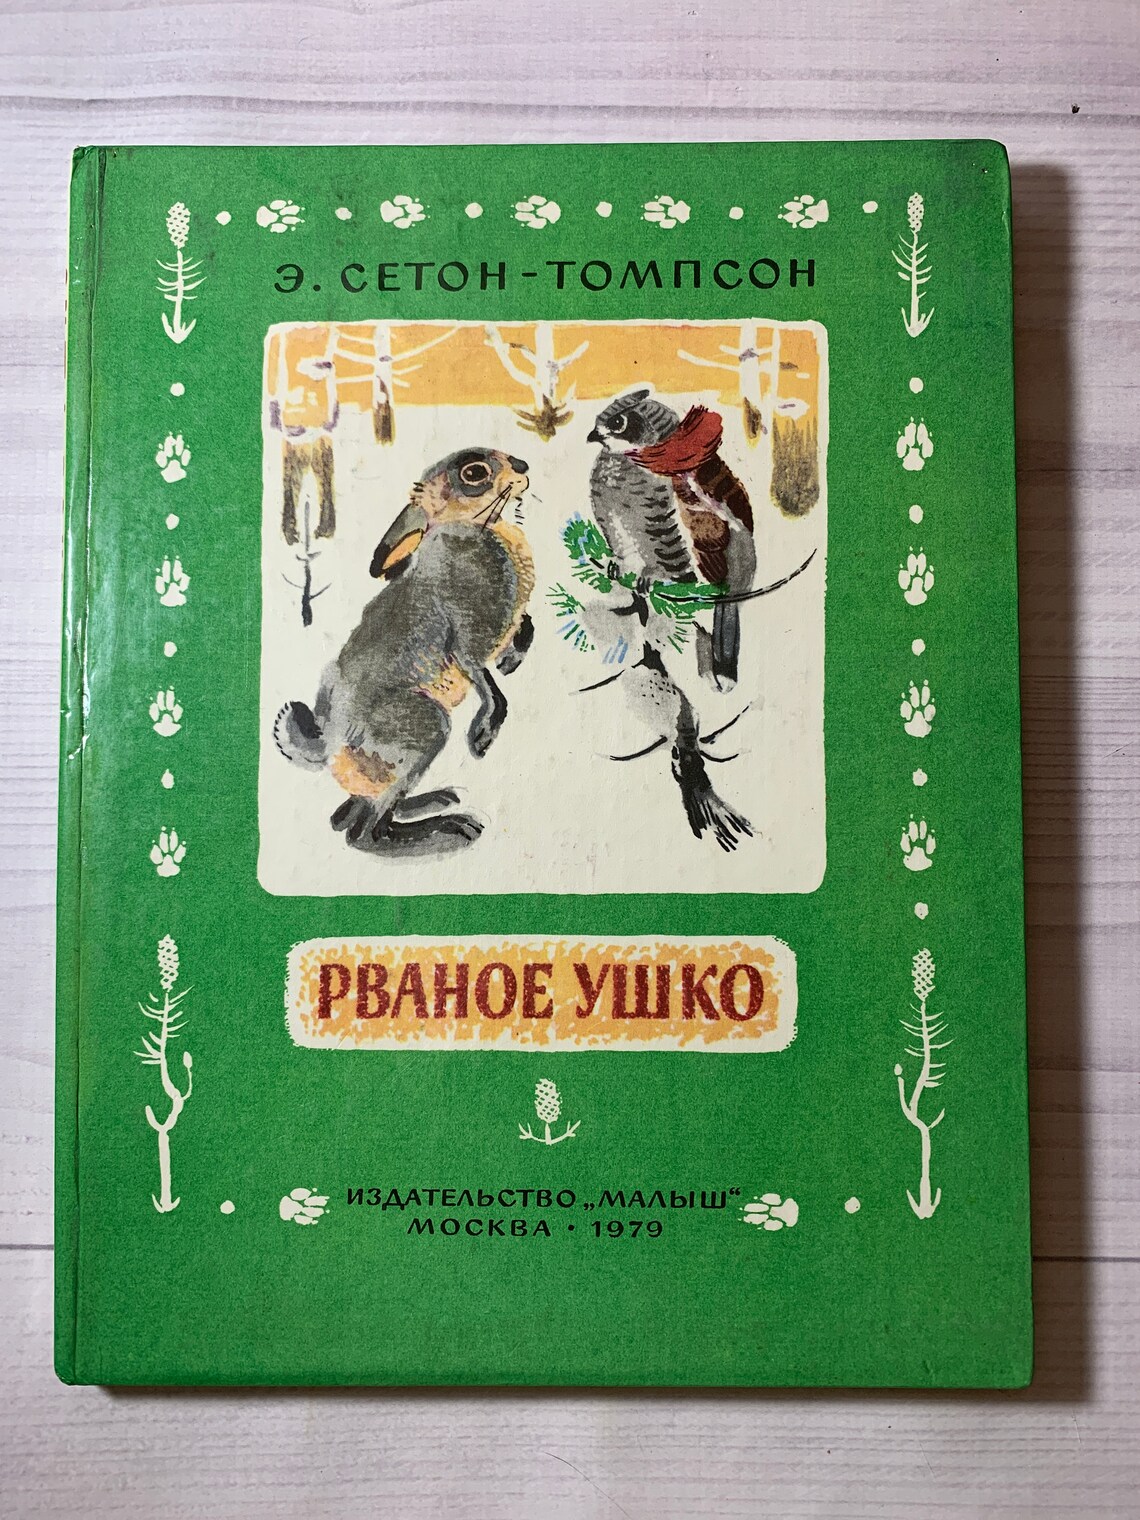 Э. СЕТОН-ТОМПСОН
РВАНОЕ УШКО
ИЗДАТЕЛЬСТВО „МАЛЫШ“
МОСКВА • 1979